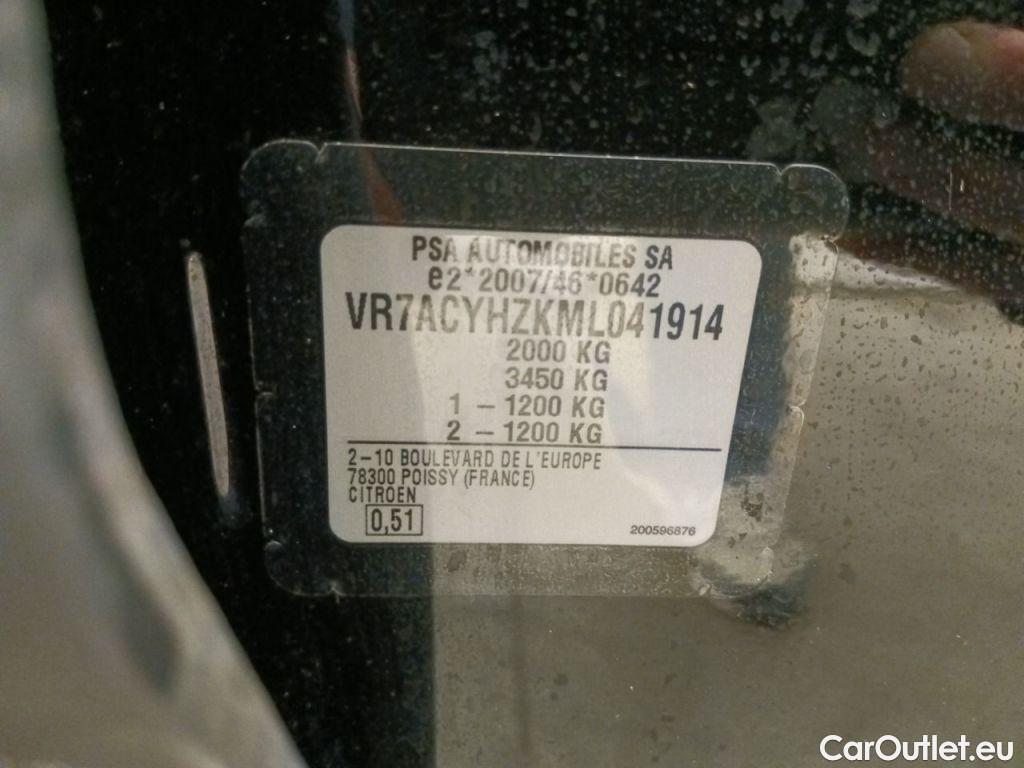 PSA AUTOMOBILES SA
e2*2007/46*0642
VR7ACYHZKML041914
2000 KG
3450 KG
1 – 1200 KG
2 – 1200 KG
2–10 BOULEVARD DE L'EUROPE
78300 POISSY (FRANCE)
CITROEN
0,51
200596876
CarOutlet.eu